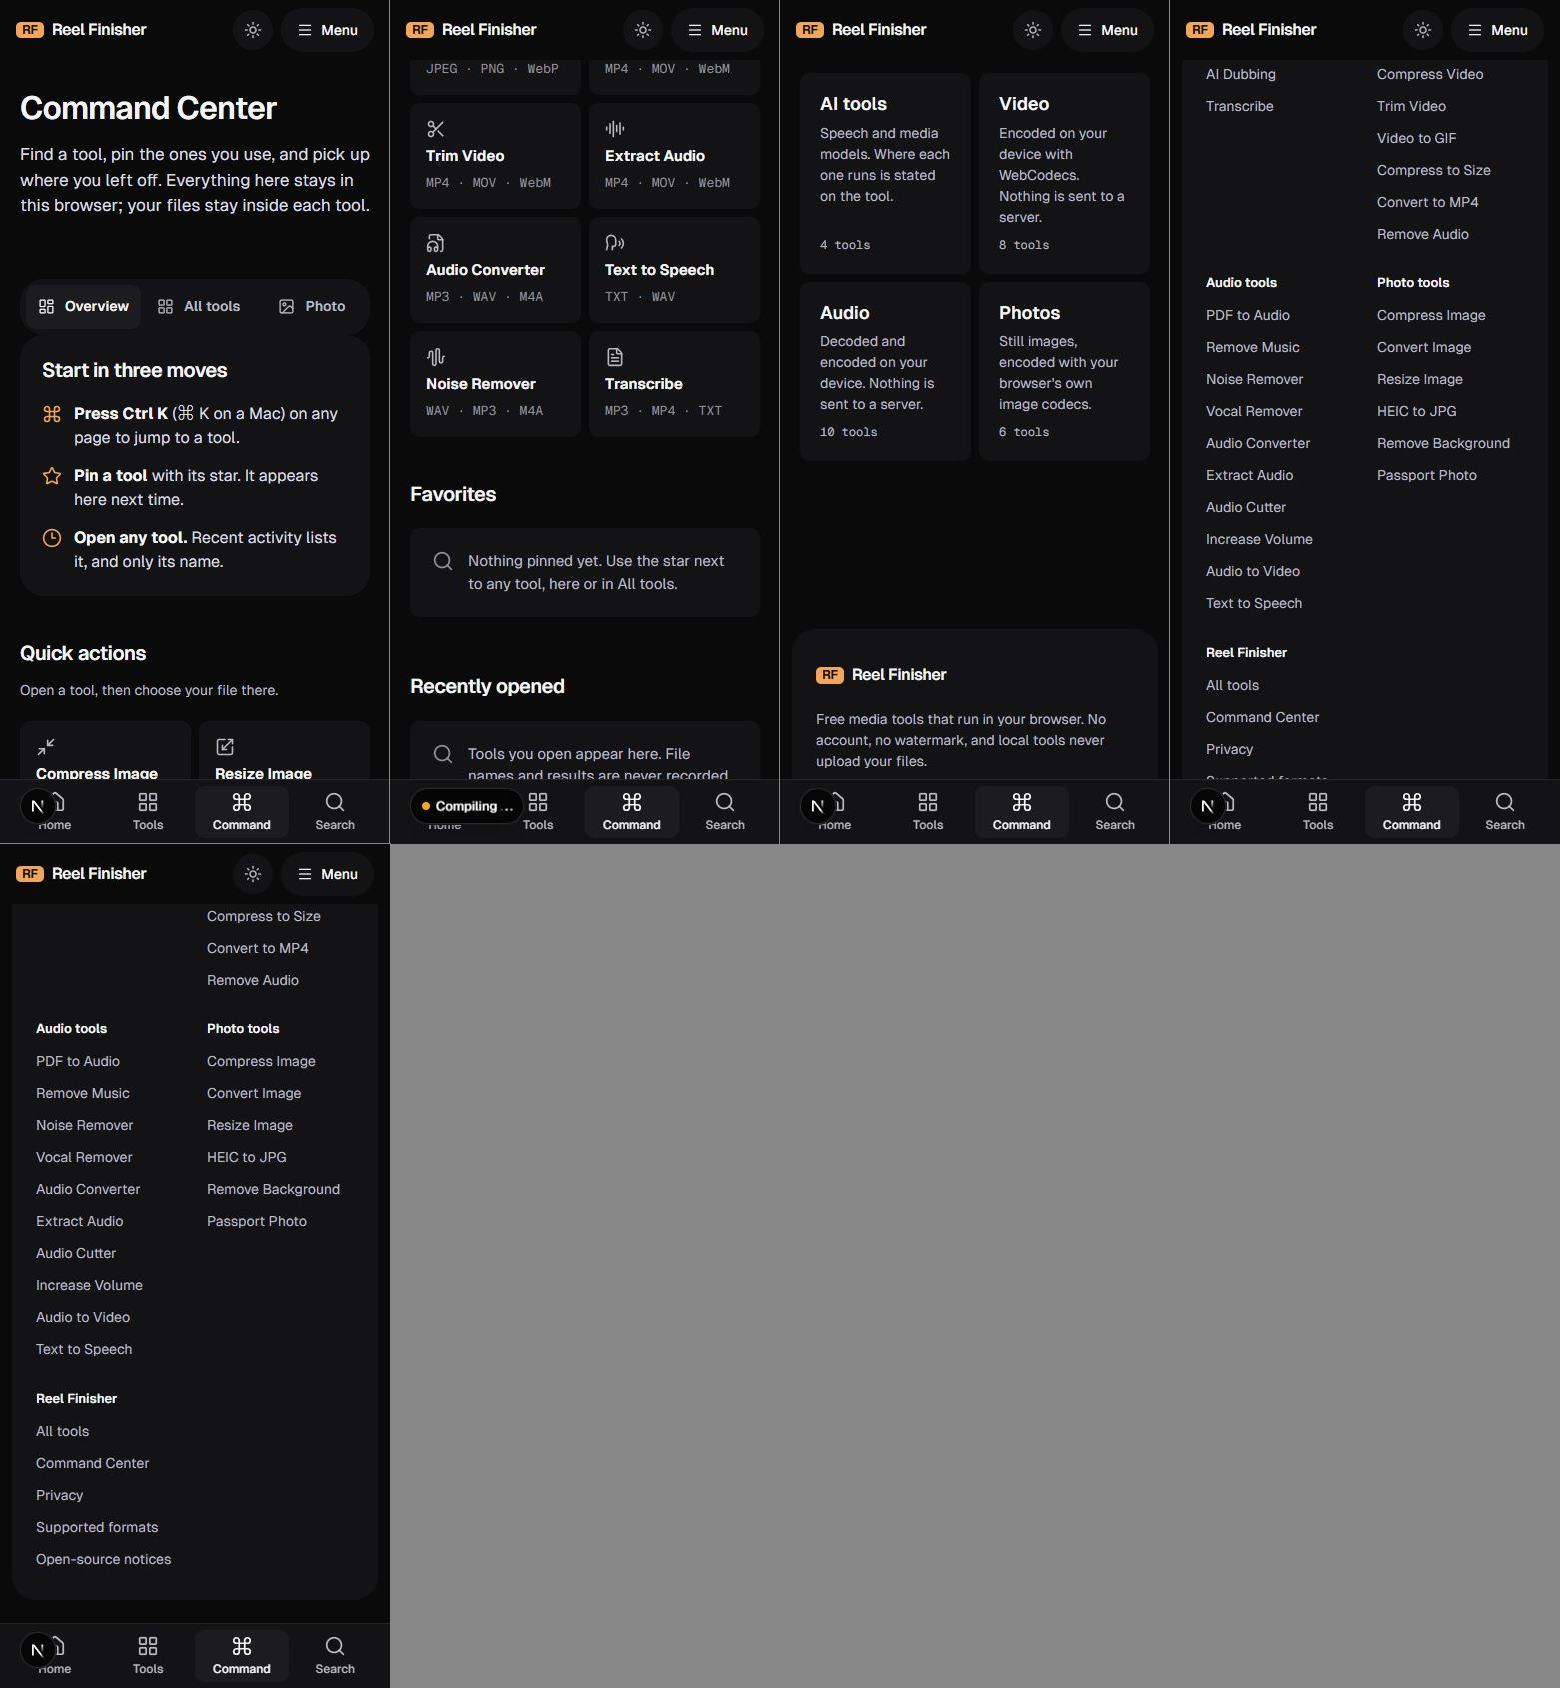 RF Reel Finisher
Menu
Command Center
Find a tool, pin the ones you use, and pick up
where you left off. Everything here stays in
this browser; your files stay inside each tool.
Overview
All tools
Photo
Start in three moves
Press Ctrl K (⌘ K on a Mac) on any
page to jump to a tool.
Pin a tool with its star. It appears
here next time.
Open any tool. Recent activity lists
it, and only its name.
Quick actions
Open a tool, then choose your file there.
Compress Image
Resize Image
Home
Tools
Command
Search
RF Reel Finisher
Menu
JPEG · PNG · WebP
MP4 · MOV · WebM
Trim Video
MP4 · MOV · WebM
Extract Audio
MP4 · MOV · WebM
Audio Converter
MP3 · WAV · M4A
Text to Speech
TXT · WAV
Noise Remover
WAV · MP3 · M4A
Transcribe
MP3 · MP4 · TXT
Favorites
Nothing pinned yet. Use the star next
to any tool, here or in All tools.
Recently opened
Tools you open appear here. File
names and results are never recorded
Compiling ...
Home
Tools
Command
Search
RF Reel Finisher
Menu
AI tools
Speech and media
models. Where each
one runs is stated
on the tool.
4 tools
Video
Encoded on your
device with
WebCodecs.
Nothing is sent to a
server.
8 tools
Audio
Decoded and
encoded on your
device. Nothing is
sent to a server.
10 tools
Photos
Still images,
encoded with your
browser's own
image codecs.
6 tools
RF Reel Finisher
Free media tools that run in your browser. No
account, no watermark, and local tools never
upload your files.
Home
Tools
Command
Search
RF Reel Finisher
Menu
AI Dubbing
Transcribe
Compress Video
Trim Video
Video to GIF
Compress to Size
Convert to MP4
Remove Audio
Audio tools
PDF to Audio
Remove Music
Noise Remover
Vocal Remover
Audio Converter
Extract Audio
Audio Cutter
Increase Volume
Audio to Video
Text to Speech
Photo tools
Compress Image
Convert Image
Resize Image
HEIC to JPG
Remove Background
Passport Photo
Reel Finisher
All tools
Command Center
Privacy
Supported formats
Home
Tools
Command
Search
RF Reel Finisher
Menu
Compress to Size
Convert to MP4
Remove Audio
Audio tools
PDF to Audio
Remove Music
Noise Remover
Vocal Remover
Audio Converter
Extract Audio
Audio Cutter
Increase Volume
Audio to Video
Text to Speech
Photo tools
Compress Image
Convert Image
Resize Image
HEIC to JPG
Remove Background
Passport Photo
Reel Finisher
All tools
Command Center
Privacy
Supported formats
Open-source notices
Home
Tools
Command
Search